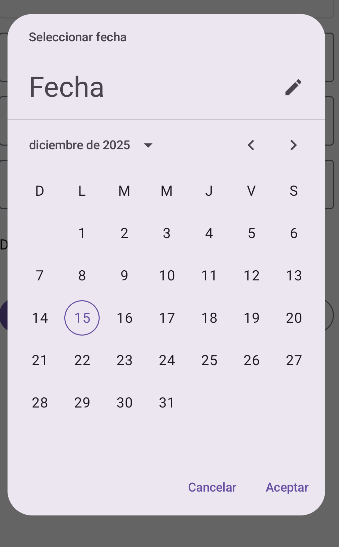 Seleccionar fecha
Fecha
diciembre de 2025
D L M M J V S
1 2 3 4 5 6
7 8 9 10 11 12 13
14 15 16 17 18 19 20
21 22 23 24 25 26 27
28 29 30 31
Cancelar Aceptar